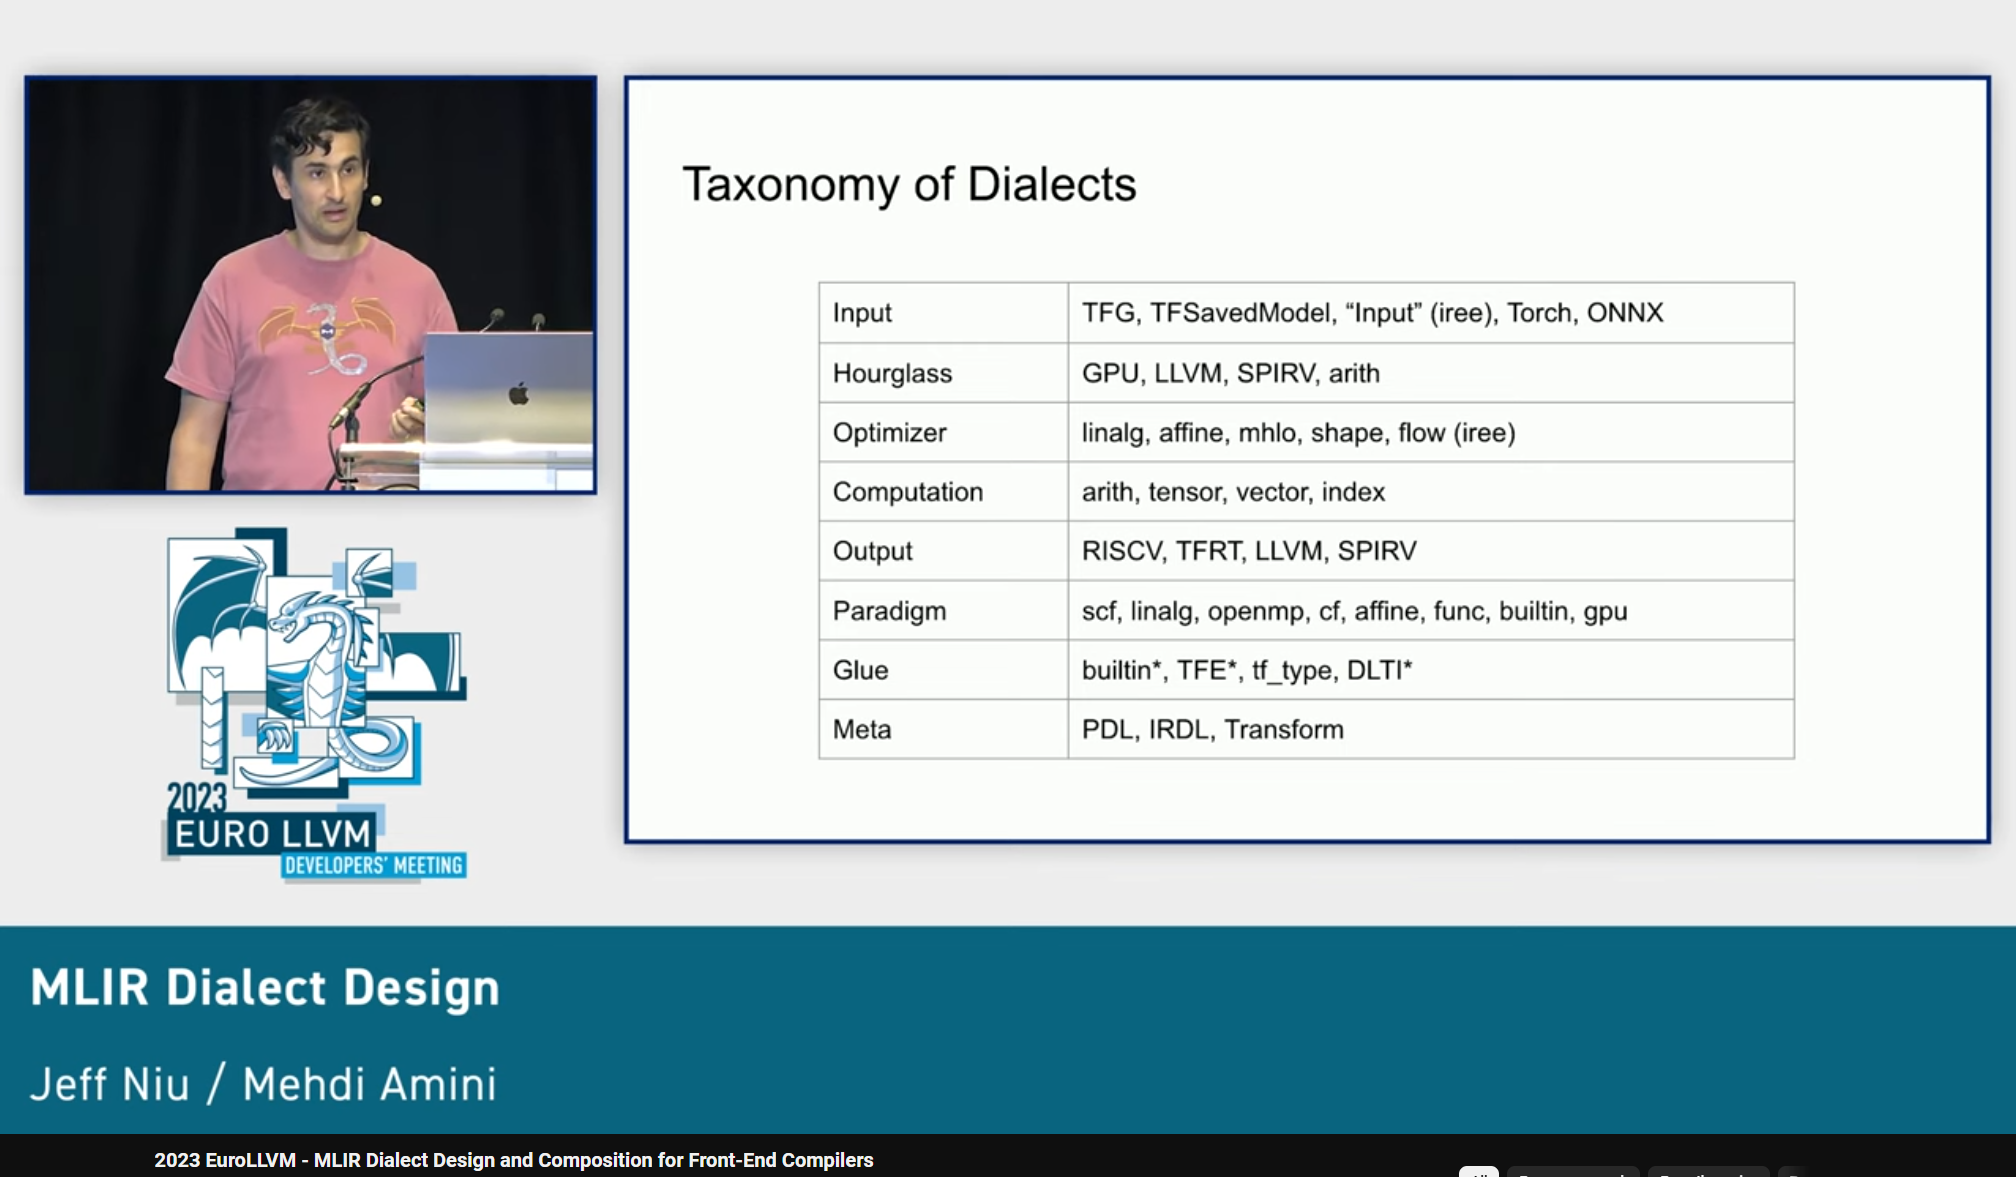 Taxonomy of Dialects
Input TFG, TFSavedModel, “Input” (iree), Torch, ONNX
Hourglass GPU, LLVM, SPIRV, arith
Optimizer linalg, affine, mhlo, shape, flow (iree)
Computation arith, tensor, vector, index
Output RISCV, TFRT, LLVM, SPIRV
Paradigm scf, linalg, openmp, cf, affine, func, builtin, gpu
Glue builtin*, TFE*, tf_type, DLTI*
Meta PDL, IRDL, Transform
2023
EURO LLVM
DEVELOPERS’ MEETING
MLIR Dialect Design
Jeff Niu / Mehdi Amini
2023 EuroLLVM - MLIR Dialect Design and Composition for Front-End Compilers